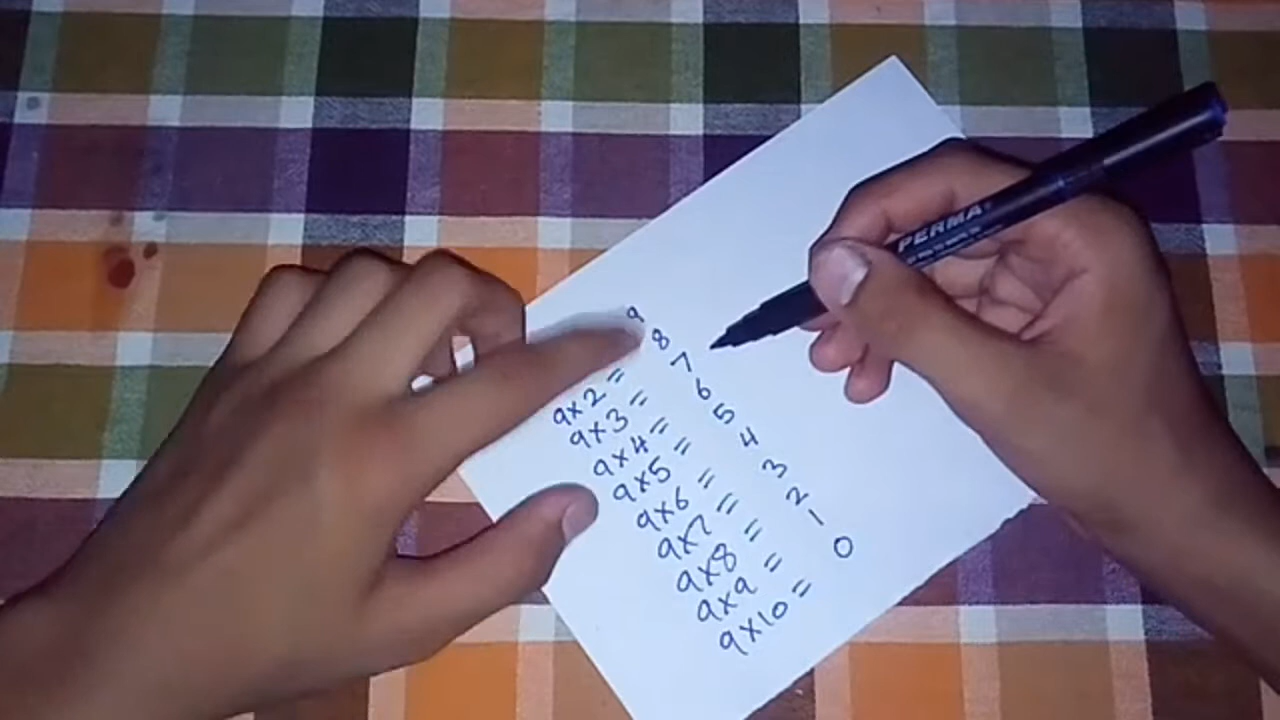 9
8
9x2= 7
9x3= 6
9x4= 5
9x5= 4
9x6= 3
9x7= 2
9x8= 1
9x9=
9x10= 0
PERMA